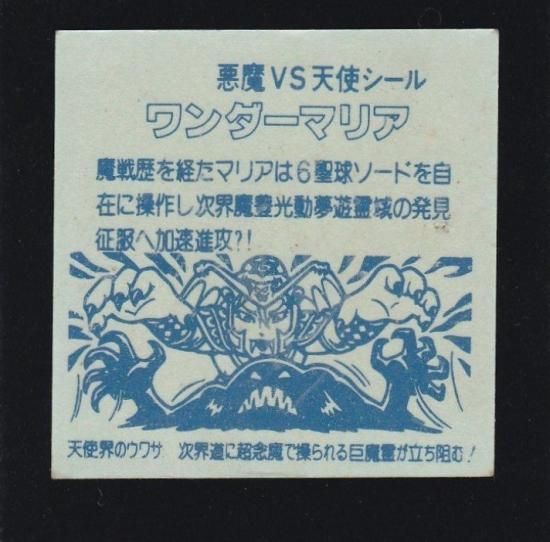 悪魔VS天使シール
ワンダーマリア
魔戦歴を経たマリアは6聖球ソードを自
在に操作し次界魔豊光動夢遊霊域の発見
征服へ加速進攻?!
天使界のウワサ 次界道に超念魔で操られる巨魔霊が立ち阻む!